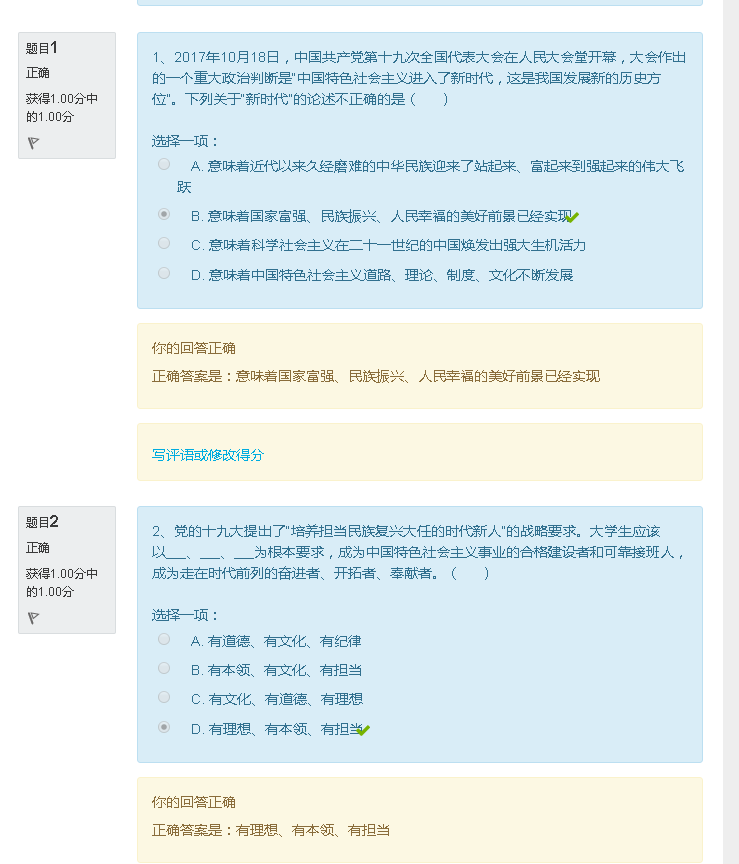 题目1
正确
获得1.00分中
的1.00分
1、2017年10月18日，中国共产党第十九次全国代表大会在人民大会堂开幕，大会作出
的一个重大政治判断是"中国特色社会主义进入了新时代，这是我国发展新的历史方
位"。下列关于"新时代"的论述不正确的是（　　）
选择一项：
A. 意味着近代以来久经磨难的中华民族迎来了站起来、富起来到强起来的伟大飞
跃
B. 意味着国家富强、民族振兴、人民幸福的美好前景已经实现
C. 意味着科学社会主义在二十一世纪的中国焕发出强大生机活力
D. 意味着中国特色社会主义道路、理论、制度、文化不断发展
你的回答正确
正确答案是：意味着国家富强、民族振兴、人民幸福的美好前景已经实现
写评语或修改得分
题目2
正确
获得1.00分中
的1.00分
2、党的十九大提出了"培养担当民族复兴大任的时代新人"的战略要求。大学生应该
以___、___、___为根本要求，成为中国特色社会主义事业的合格建设者和可靠接班人，
成为走在时代前列的奋进者、开拓者、奉献者。（　　）
选择一项：
A. 有道德、有文化、有纪律
B. 有本领、有文化、有担当
C. 有文化、有道德、有理想
D. 有理想、有本领、有担当
你的回答正确
正确答案是：有理想、有本领、有担当